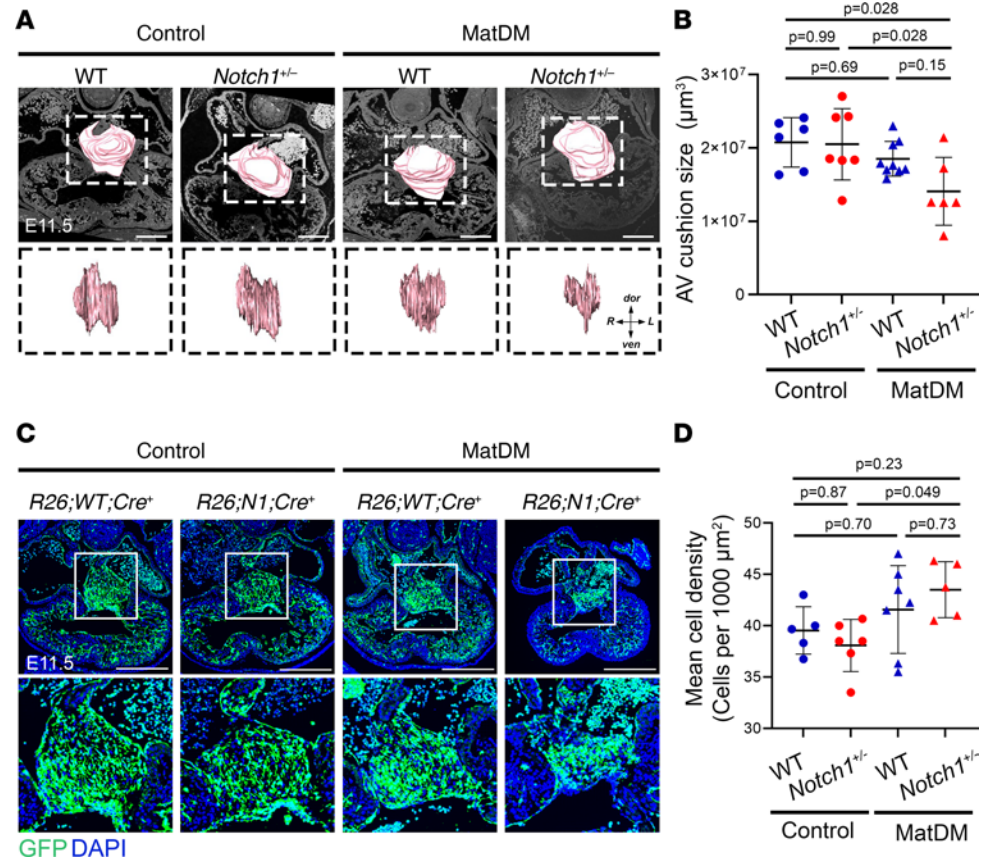 A
Control MatDM
WT Notch1+/– WT Notch1+/–
E11.5
dor
R L
ven
B
p=0.028
p=0.99 p=0.028
p=0.69 p=0.15
AV cushion size (µm³)
3×10⁷
2×10⁷
1×10⁷
0
WT Notch1+/- WT Notch1+/-
Control MatDM
C
Control MatDM
R26;WT;Cre+ R26;N1;Cre+ R26;WT;Cre+ R26;N1;Cre+
E11.5
GFP DAPI
D
p=0.23
p=0.87 p=0.049
p=0.70 p=0.73
Mean cell density
(Cells per 1000 µm²)
50
45
40
35
30
WT Notch1+/- WT Notch1+/-
Control MatDM